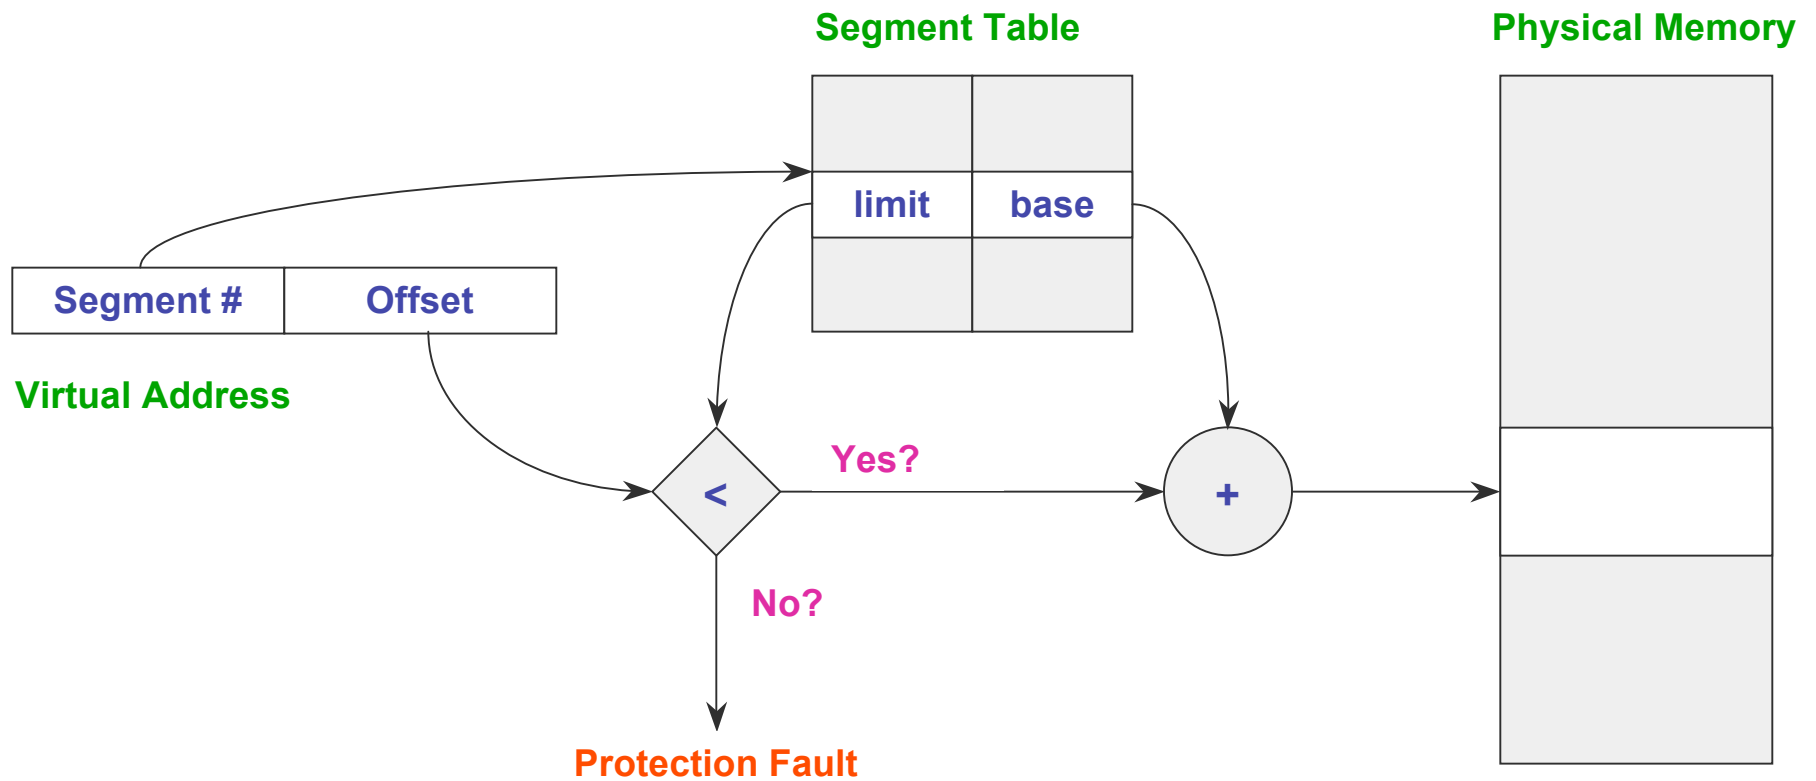 Segment Table
Physical Memory
limit
base
Segment #
Offset
Virtual Address
Yes?
<
+
No?
Protection Fault